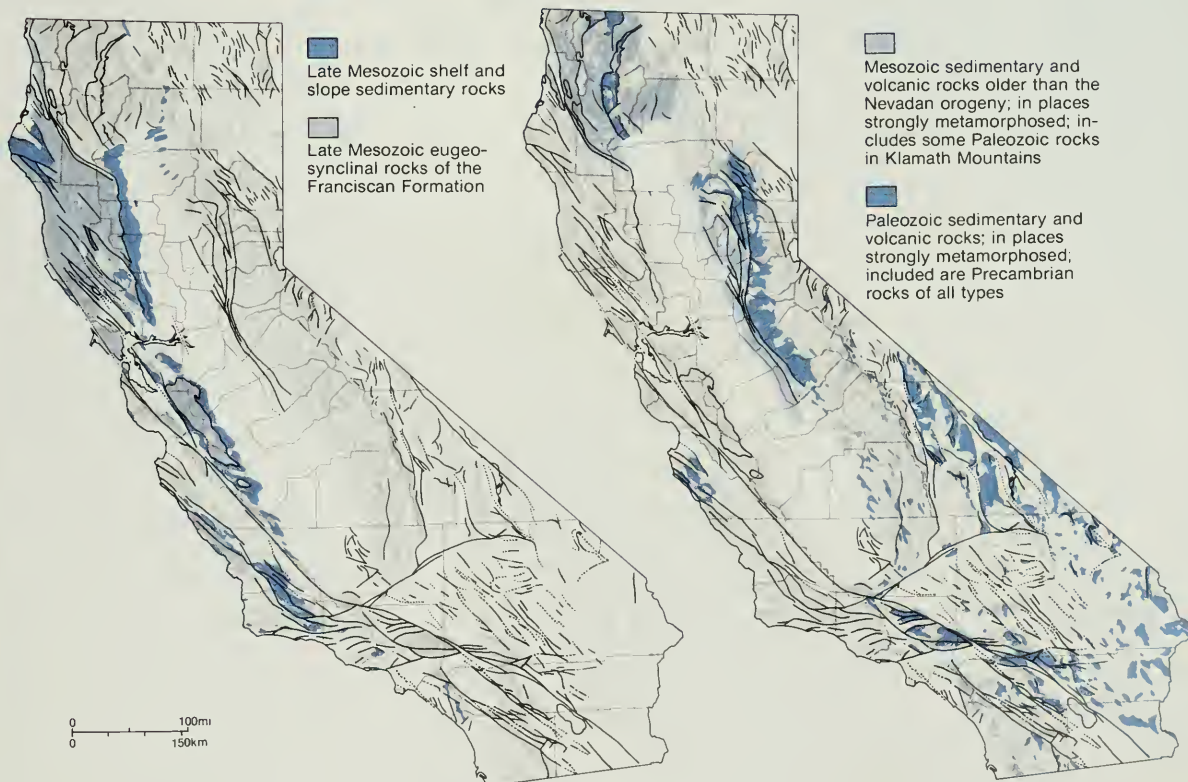 Late Mesozoic shelf and
slope sedimentary rocks
Late Mesozoic eugeo-
synclinal rocks of the
Franciscan Formation
0 100mi
0 150km
Mesozoic sedimentary and
volcanic rocks older than the
Nevadan orogeny; in places
strongly metamorphosed; in-
cludes some Paleozoic rocks
in Klamath Mountains
Paleozoic sedimentary and
volcanic rocks; in places
strongly metamorphosed;
included are Precambrian
rocks of all types